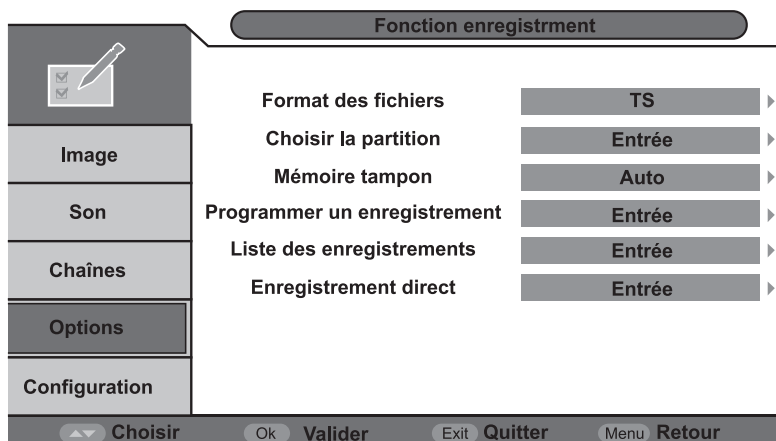 Fonction enregistrment
Format des fichiers TS
Choisir la partition Entrée
Mémoire tampon Auto
Programmer un enregistrement Entrée
Liste des enregistrements Entrée
Enregistrement direct Entrée
Image
Son
Chaînes
Options
Configuration
Choisir Ok Valider Exit Quitter Menu Retour